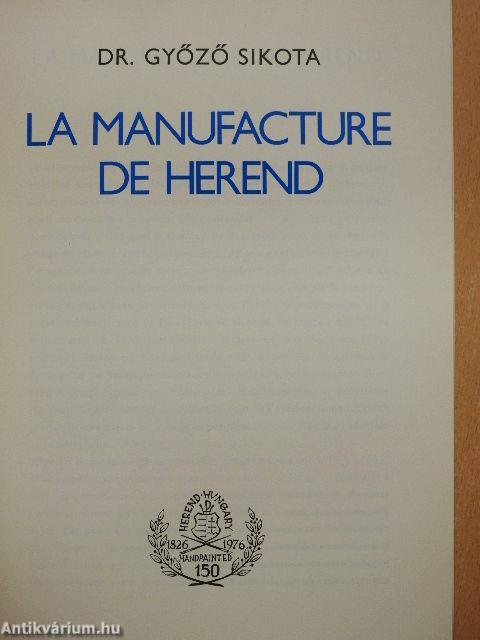 DR. GYŐZŐ SIKOTA
LA MANUFACTURE
DE HEREND
HEREND·HUNGARY
1826 1976
HANDPAINTED
150
Antikvárium.hu